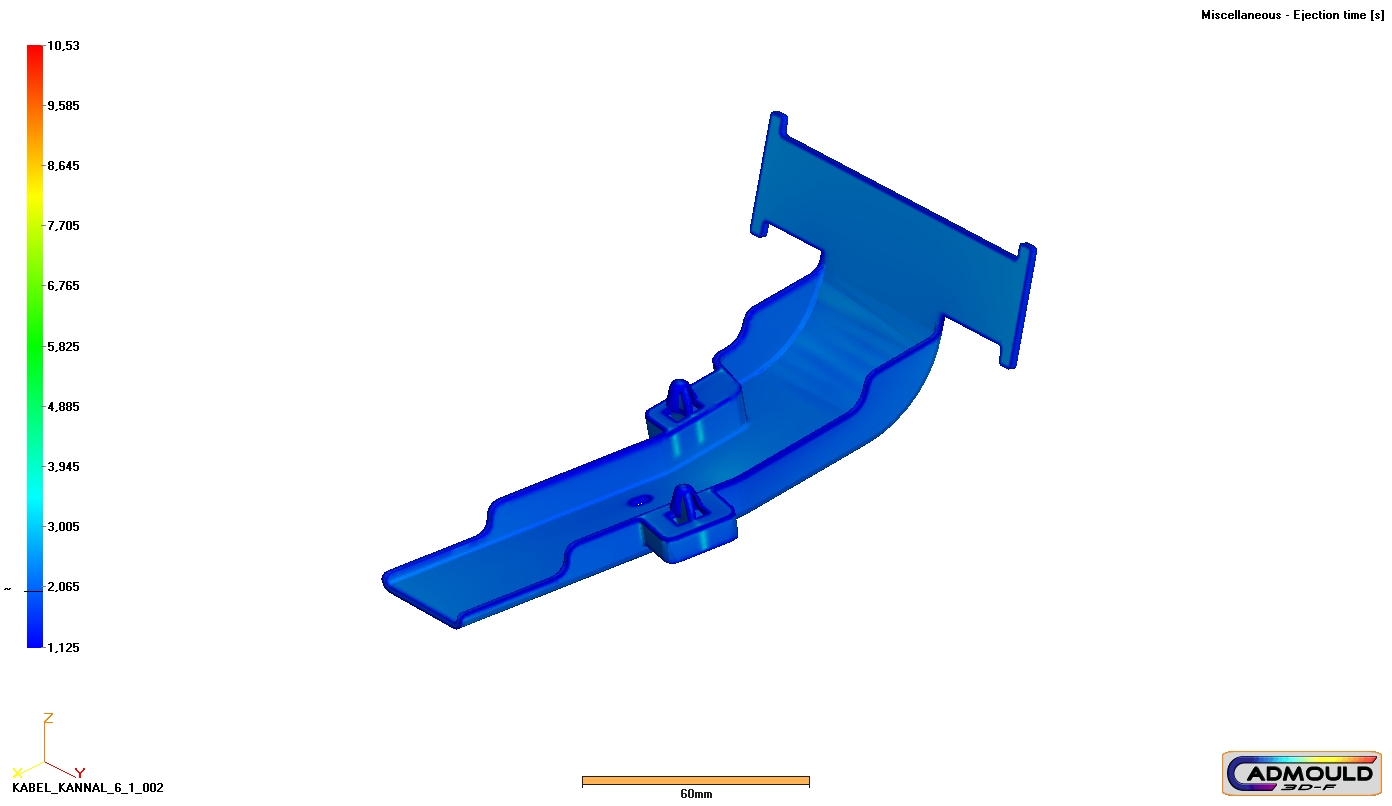 Miscellaneous - Ejection time [s]
10,53
9,585
8,645
7,705
6,765
5,825
4,885
3,945
3,005
~
2,065
1,125
Z
X
Y
KABEL_KANNAL_6_1_002
60mm
CADMOULD
3D-F